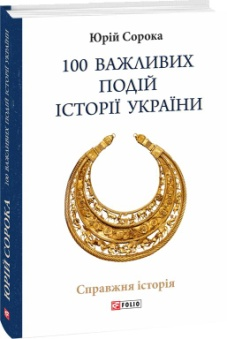 Юрій Сорока
100 ВАЖЛИВИХ
ПОДІЙ
ІСТОРІЇ УКРАЇНИ
Справжня історія
FOLIO
ЮРІЙ СОРОКА 100 ВАЖЛИВИХ ПОДІЙ ІСТОРІЇ УКРАЇНИ